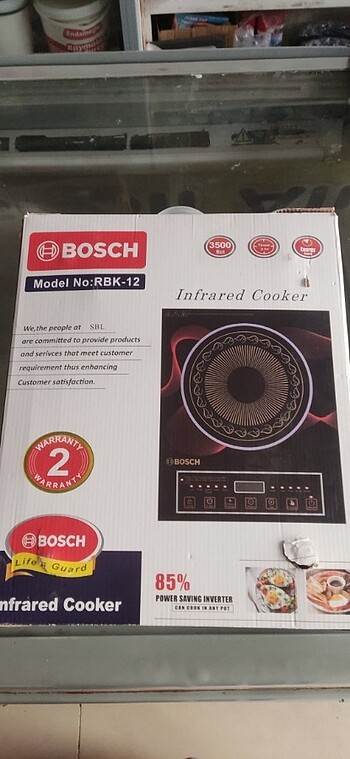 BOSCH
Model No:RBK-12
3500
Energy
Infrared Cooker
We,the people at SBL
are committed to provide products
and serivces that meet customer
requirement thus enhancing
Customer satisfaction.
WARRANTY
2
WARRANTY
BOSCH
BOSCH
Life Guard
nfrared Cooker
85%
POWER SAVING INVERTER
CAN COOK IN ANY POT